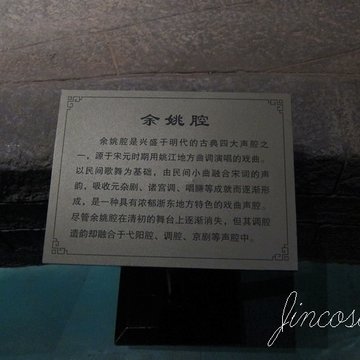 余姚腔
余姚腔是兴盛于明代的古典四大声腔之
一，源于宋元时期用姚江地方曲调演唱的戏曲。
以民间歌舞为基础，由民间小曲融合宋词的声
韵，吸收元杂剧、诸宫调、唱赚等成就而逐渐形
成，是一种具有浓郁浙东地方特色的戏曲声腔。
尽管余姚腔在清初的舞台上逐渐消失，但其调腔
遗韵却融合于弋阳腔、调腔、京剧等声腔中。
Jincos